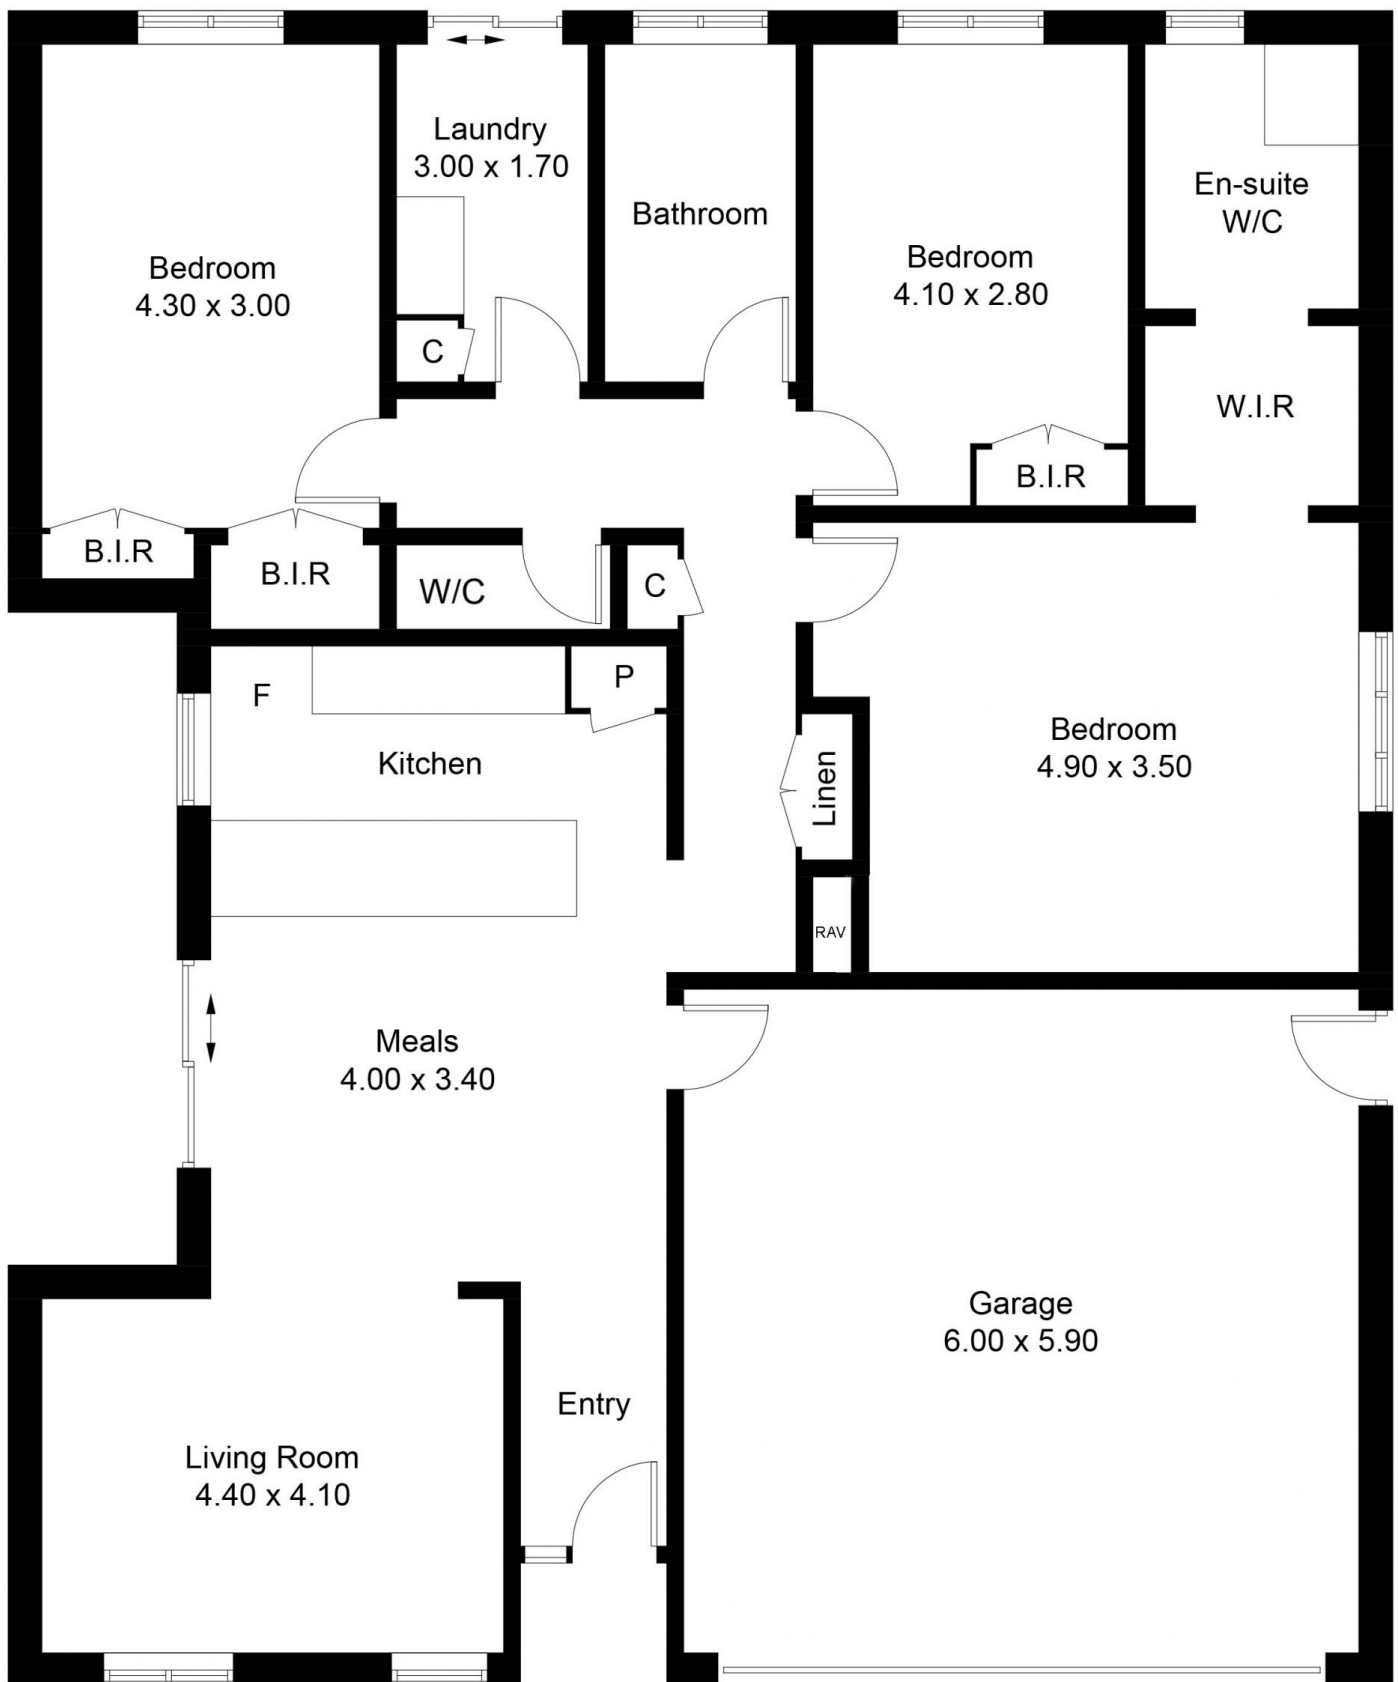 Laundry
3.00 x 1.70
Bathroom
En-suite
W/C
Bedroom
4.30 x 3.00
Bedroom
4.10 x 2.80
C
W.I.R
B.I.R
B.I.R
B.I.R
W/C
C
F
P
Kitchen
Linen
Bedroom
4.90 x 3.50
RAV
Meals
4.00 x 3.40
Garage
6.00 x 5.90
Entry
Living Room
4.40 x 4.10